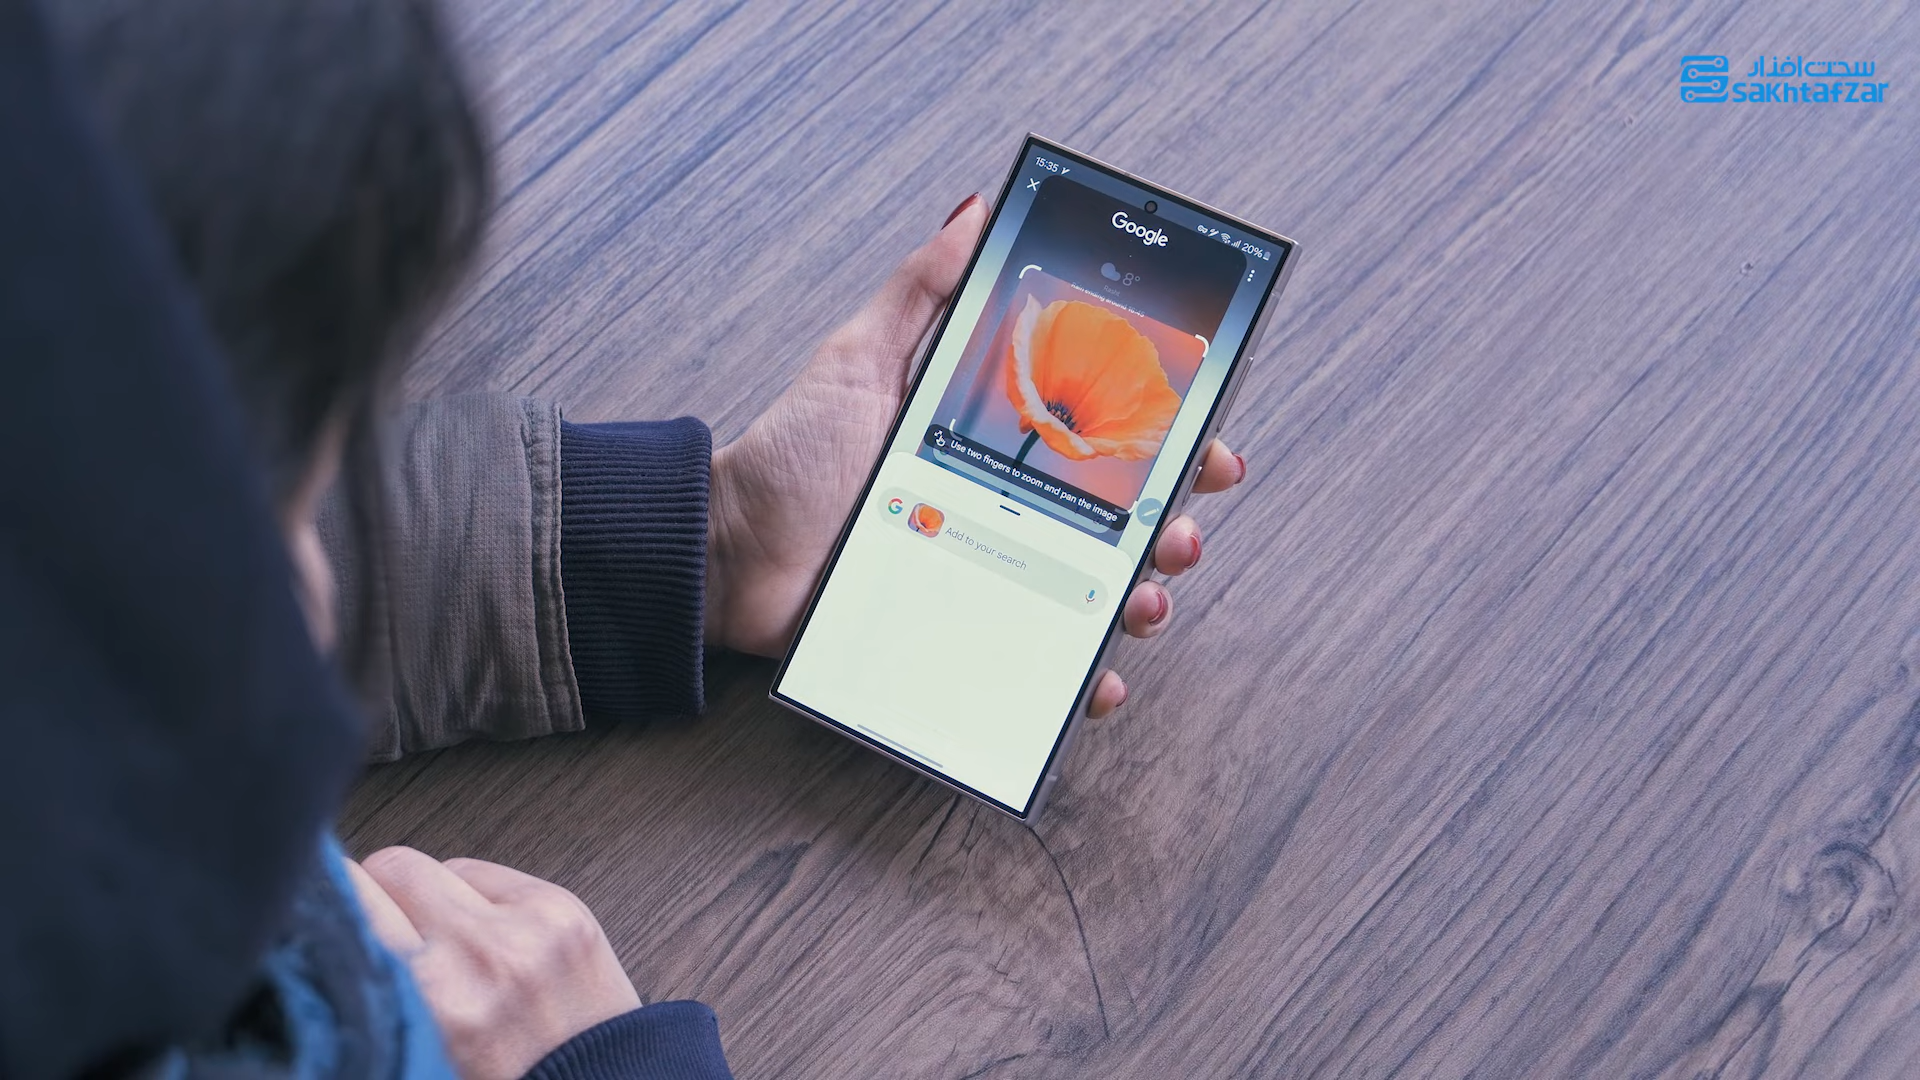 سخت‌افزار
sakhtafzar
15:35
20%
Google
8°
Use two fingers to zoom and pan the image
G
Add to your search